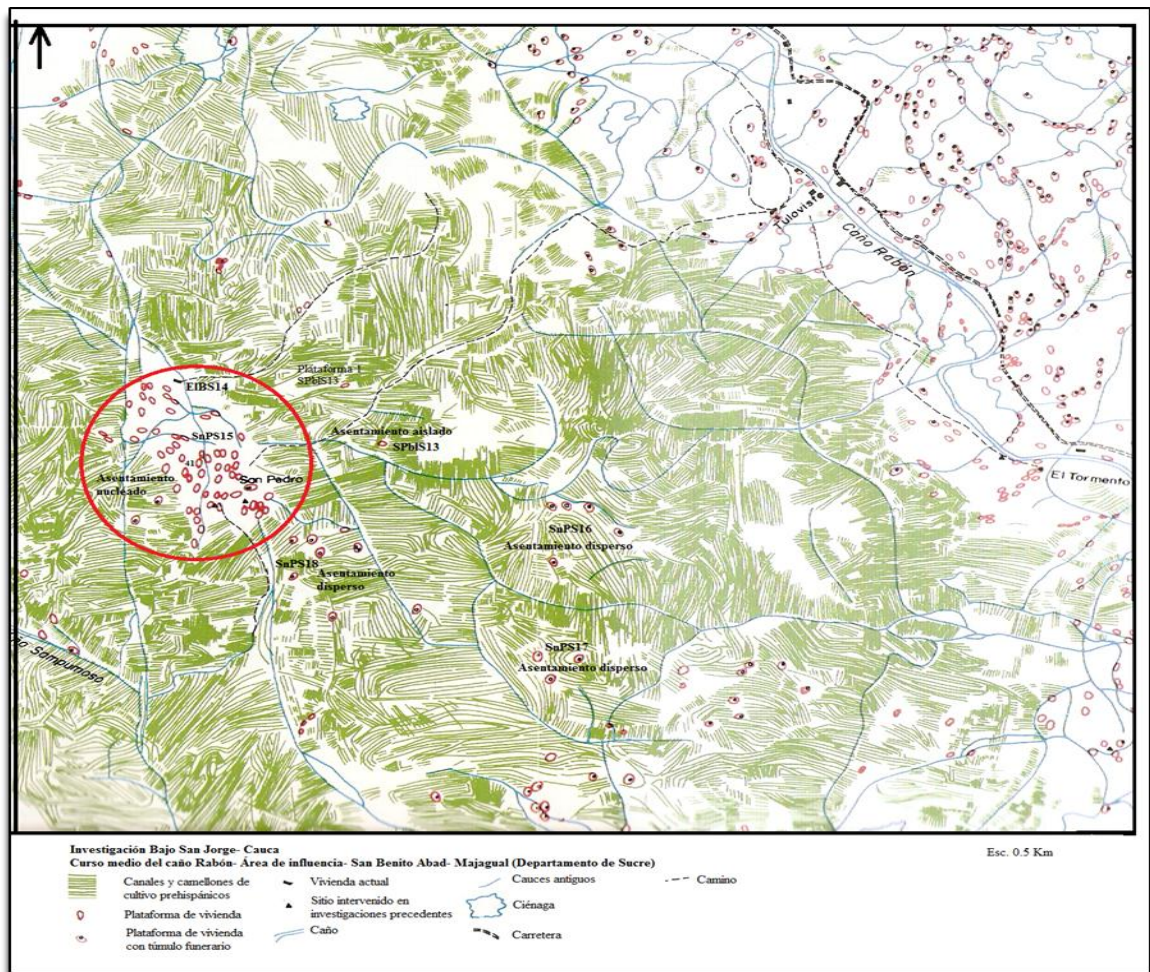 Caño Rabón
Plataforma 1
SPblS13
ElBS14
Asentamiento aislado
SPblS13
SnPS15
41
San Pedro
Asentamiento
nucleado
El Tormento
SnPS16
Asentamiento disperso
SnPS18
Asentamiento
disperso
SnPS17
Asentamiento disperso
Investigación Bajo San Jorge- Cauca
Curso medio del caño Rabón- Área de influencia- San Benito Abad- Majagual (Departamento de Sucre)
Esc. 0.5 Km
Canales y camellones de
cultivo prehispánicos
Plataforma de vivienda
Plataforma de vivienda
con túmulo funerario
Vivienda actual
Sitio intervenido en
investigaciones precedentes
Caño
Cauces antiguos
Ciénaga
Carretera
Camino